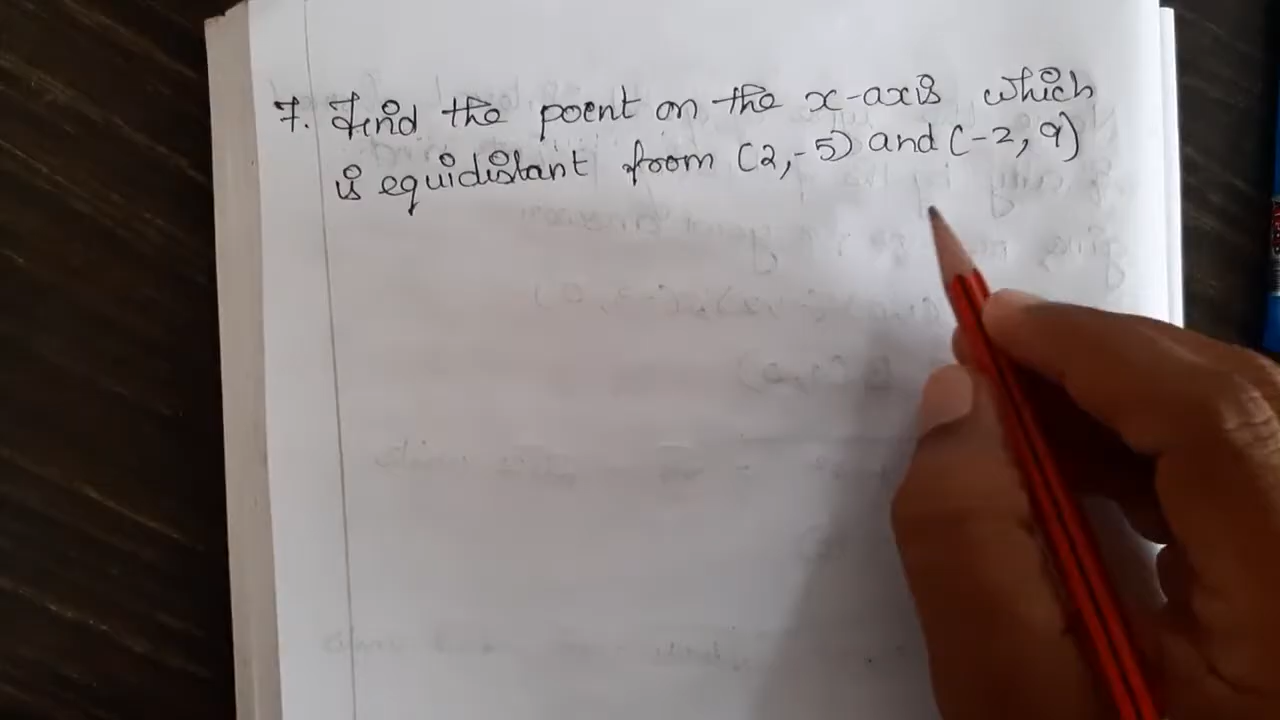 7. Find the point on the x-axis which
is equidistant from (2,-5) and (-2, 9)